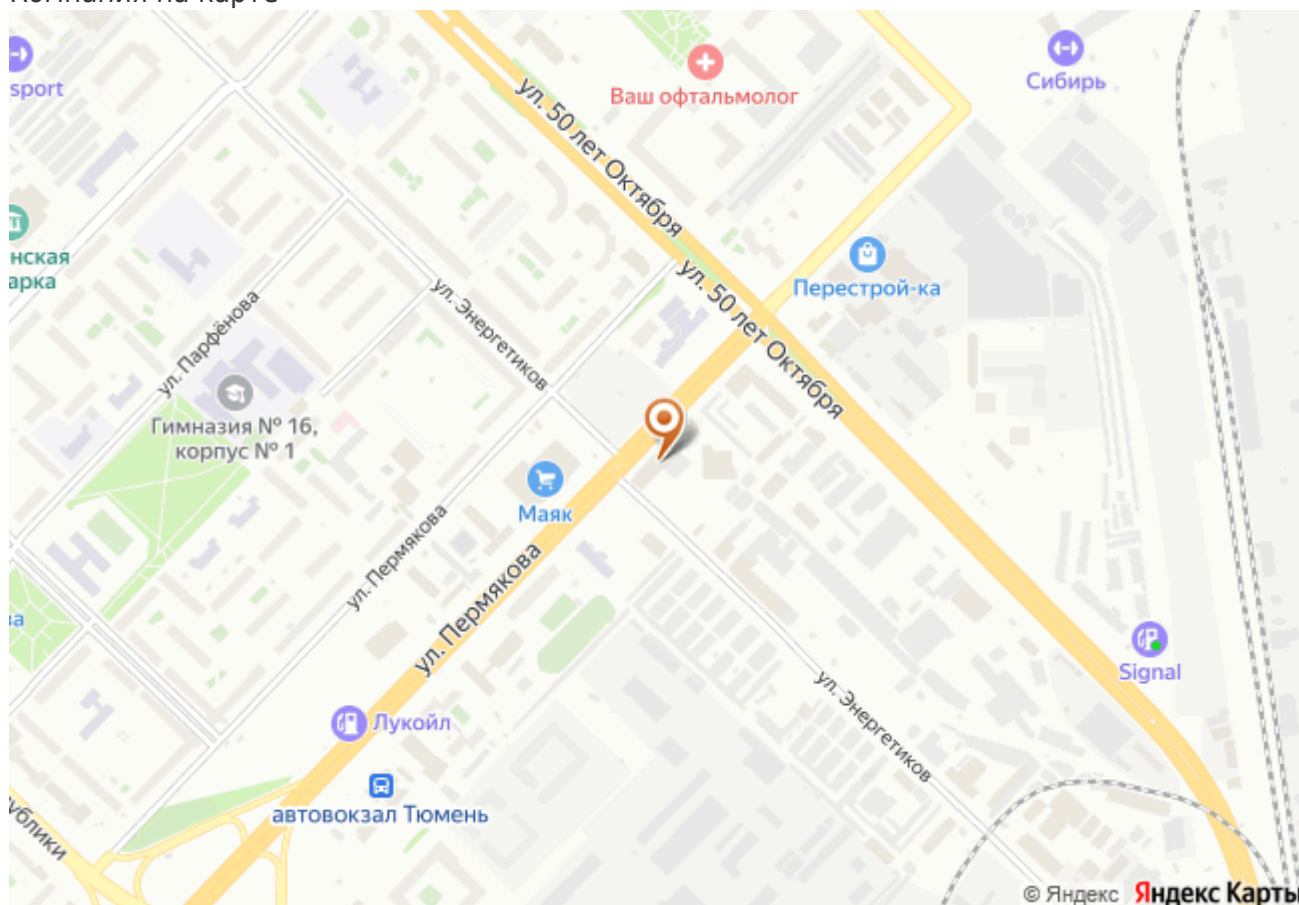 sport
Сибирь
Ваш офтальмолог
ул. 50 лет Октября
нская
арка
Перестрой-ка
ул. Энергетиков
ул. 50 лет Октября
ул. Парфёнова
Гимназия № 16,
корпус № 1
Маяк
ул. Пермякова
ул. Пермякова
Signal
ул. Энергетиков
Лукойл
автовокзал Тюмень
ублики
© Яндекс Яндекс Карты